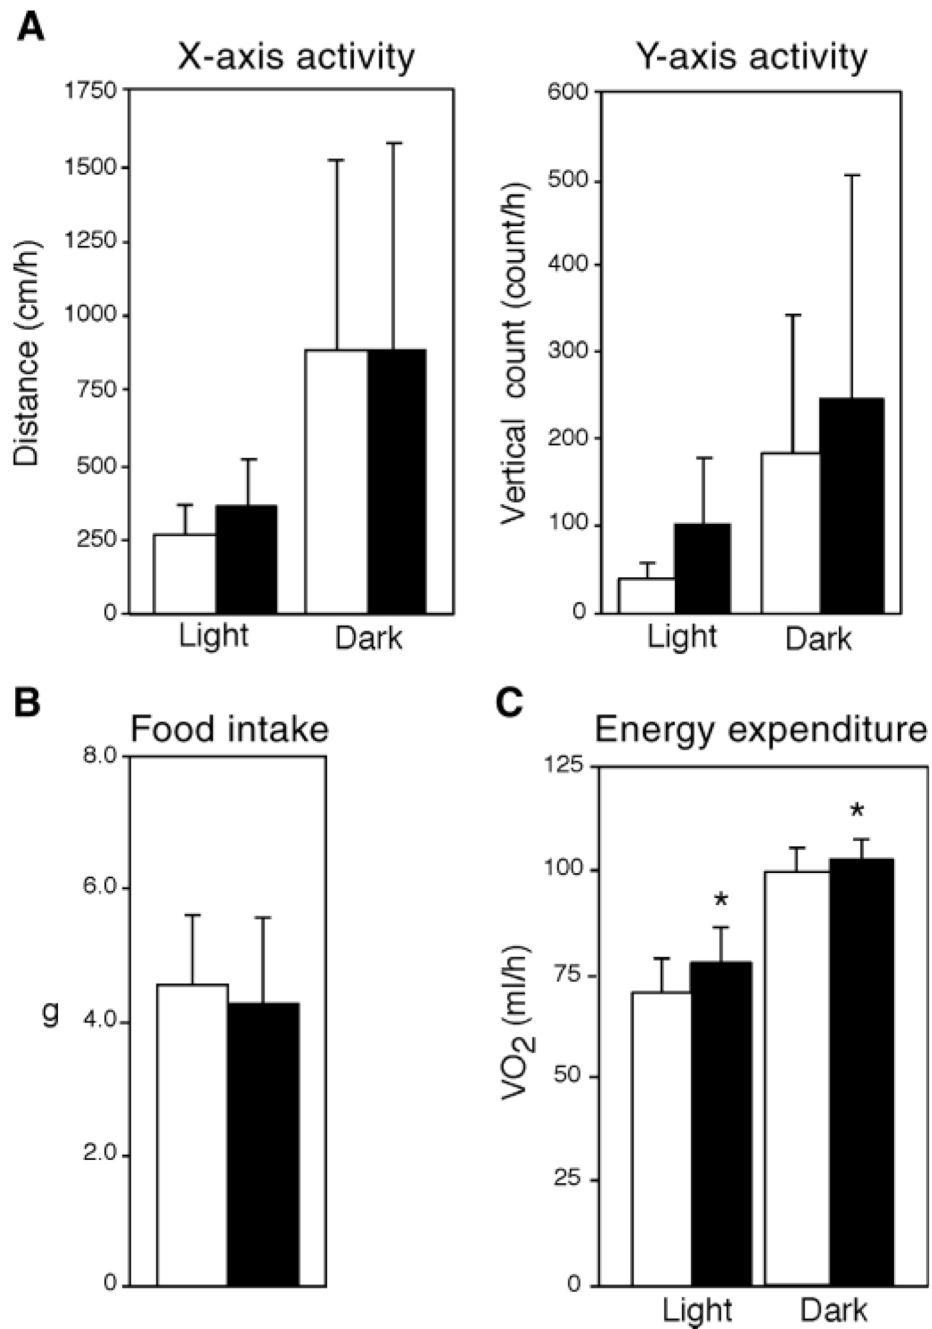 A
X-axis activity
Y-axis activity
Distance (cm/h)
1750
1500
1250
1000
750
500
250
0
Light
Dark
Vertical count (count/h)
600
500
400
300
200
100
0
Light
Dark
B
Food intake
g
8.0
6.0
4.0
2.0
0
C
Energy expenditure
VO2 (ml/h)
125
100
75
50
25
0
*
*
Light
Dark